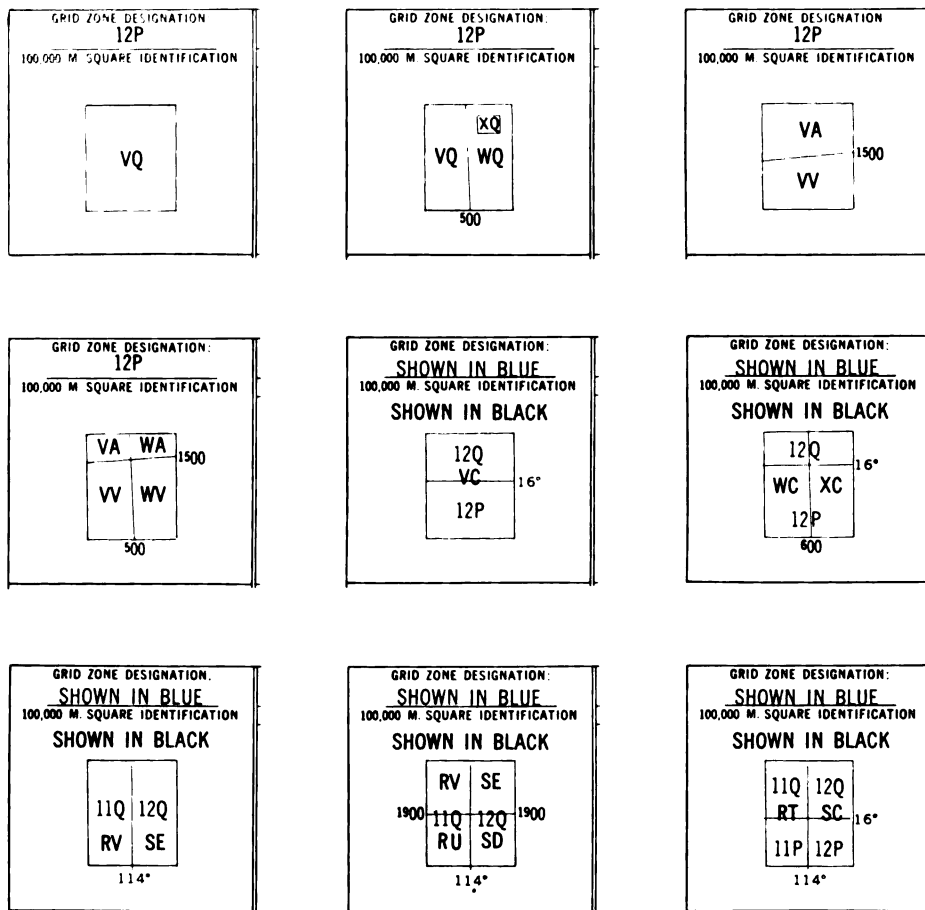 GRID ZONE DESIGNATION
12P
100,000 M. SQUARE IDENTIFICATION
VQ
GRID ZONE DESIGNATION:
12P
100,000 M. SQUARE IDENTIFICATION
XQ
VQ WQ
500
GRID ZONE DESIGNATION
12P
100,000 M. SQUARE IDENTIFICATION
VA
1500
VV
GRID ZONE DESIGNATION:
12P
100,000 M. SQUARE IDENTIFICATION
VA WA
1500
VV WV
500
GRID ZONE DESIGNATION:
SHOWN IN BLUE
100,000 M. SQUARE IDENTIFICATION
SHOWN IN BLACK
12Q
VC
16°
12P
GRID ZONE DESIGNATION:
SHOWN IN BLUE
100,000 M. SQUARE IDENTIFICATION
SHOWN IN BLACK
12Q
16°
WC XC
12P
600
GRID ZONE DESIGNATION.
SHOWN IN BLUE
100,000 M. SQUARE IDENTIFICATION
SHOWN IN BLACK
11Q 12Q
RV SE
114°
GRID ZONE DESIGNATION:
SHOWN IN BLUE
100,000 M. SQUARE IDENTIFICATION
SHOWN IN BLACK
RV SE
1900 11Q 12Q 1900
RU SD
114°
GRID ZONE DESIGNATION:
SHOWN IN BLUE
100,000 M. SQUARE IDENTIFICATION
SHOWN IN BLACK
11Q 12Q
RT SC
16°
11P 12P
114°